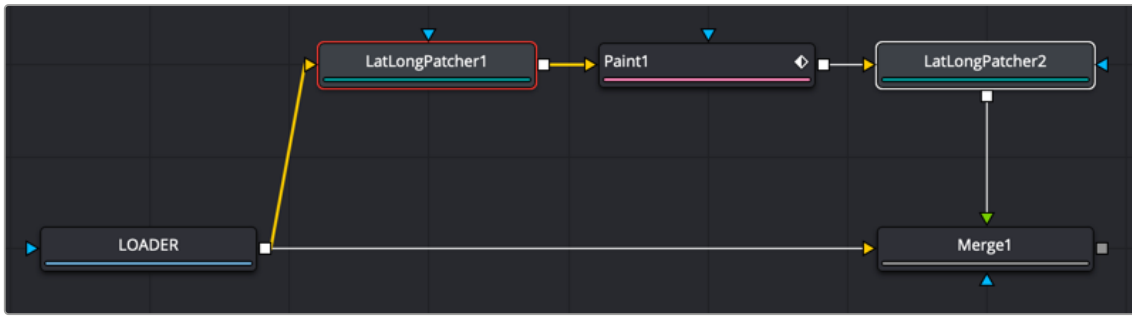 LatLongPatcher1
Paint1
LatLongPatcher2
LOADER
Merge1